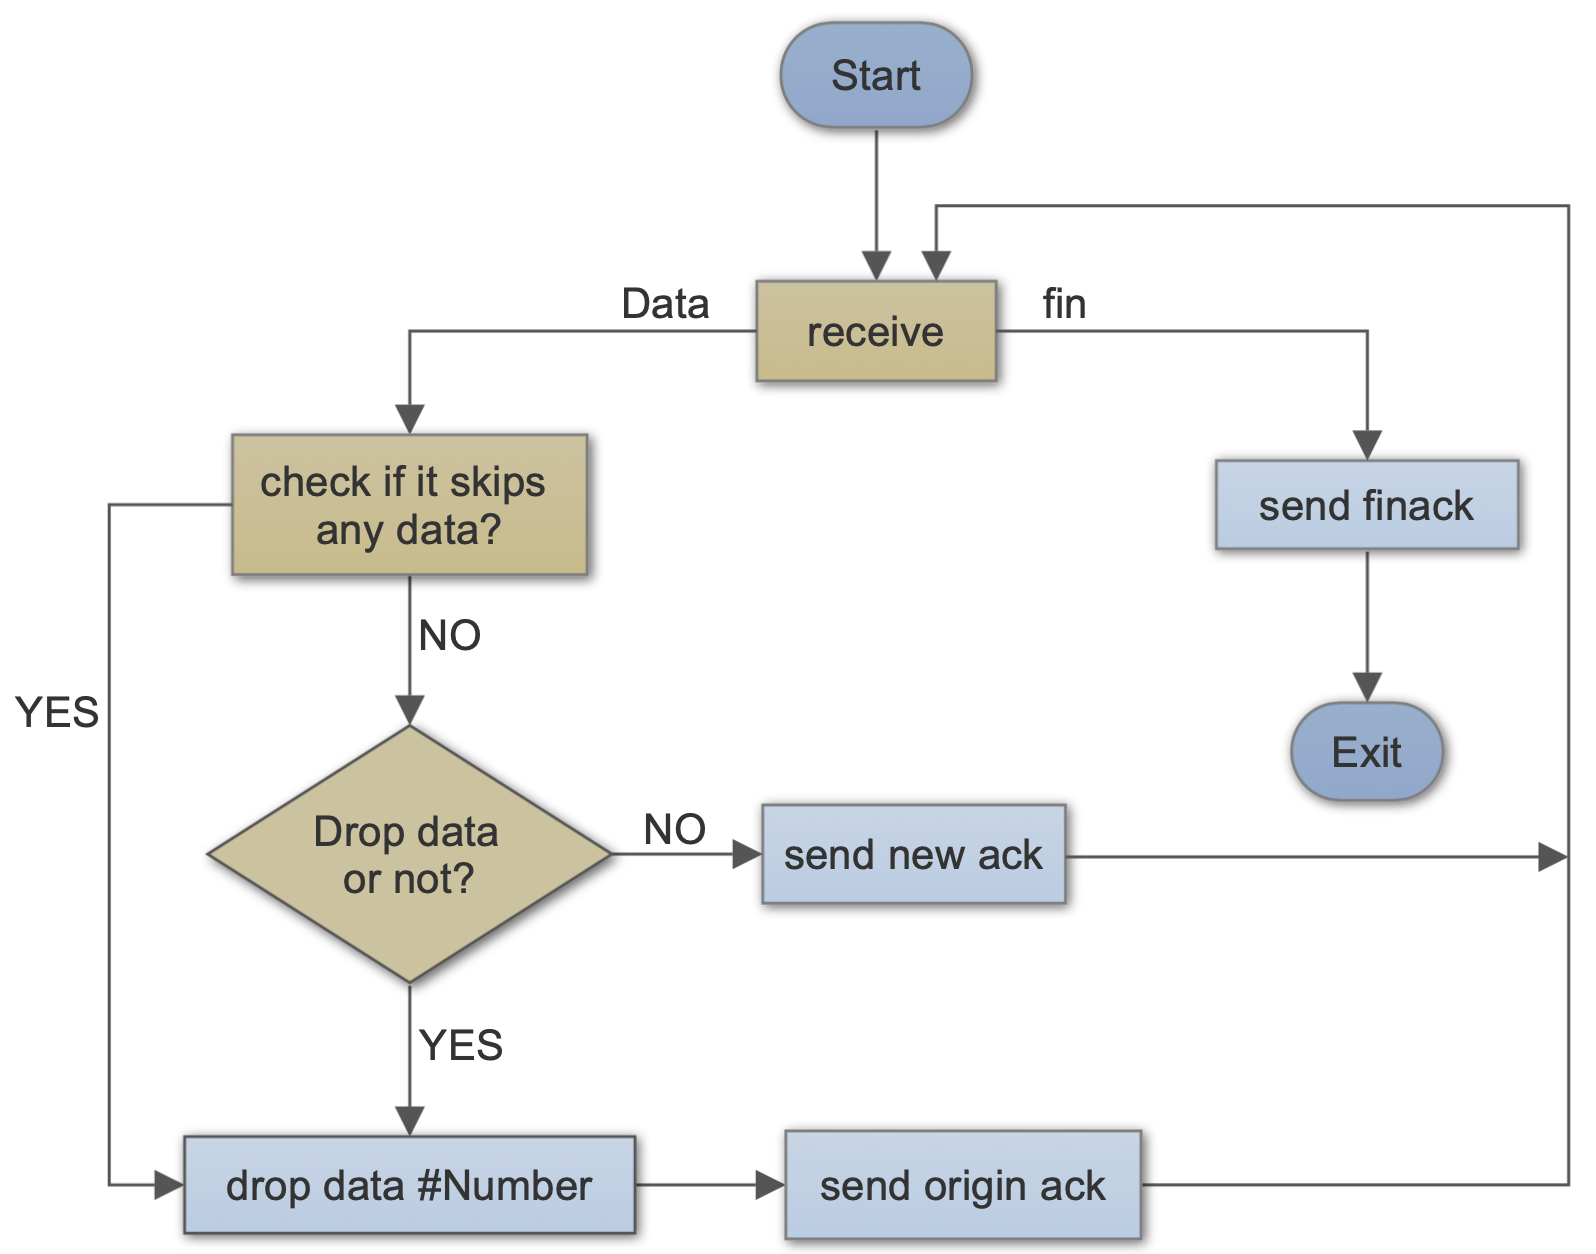 Start
Data
receive
fin
check if it skips
any data?
send finack
NO
YES
Exit
Drop data
or not?
NO
send new ack
YES
drop data #Number
send origin ack